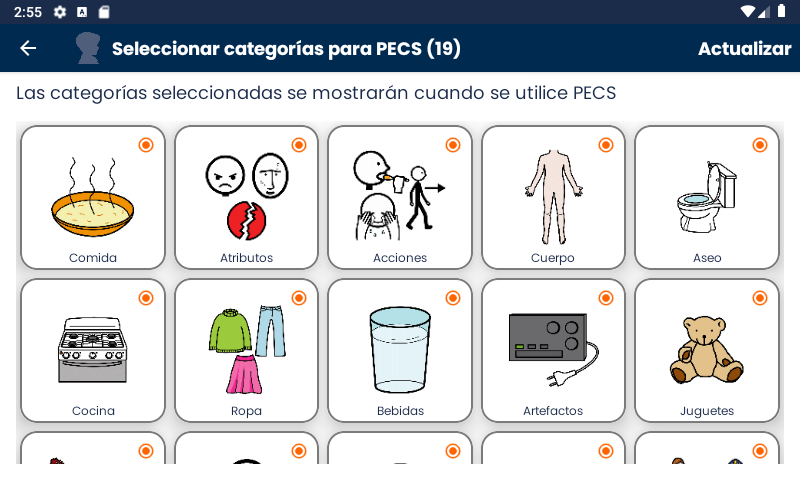 2:55
Seleccionar categorías para PECS (19)
Actualizar
Las categorías seleccionadas se mostrarán cuando se utilice PECS
Comida
Atributos
Acciones
Cuerpo
Aseo
Cocina
Ropa
Bebidas
Artefactos
Juguetes